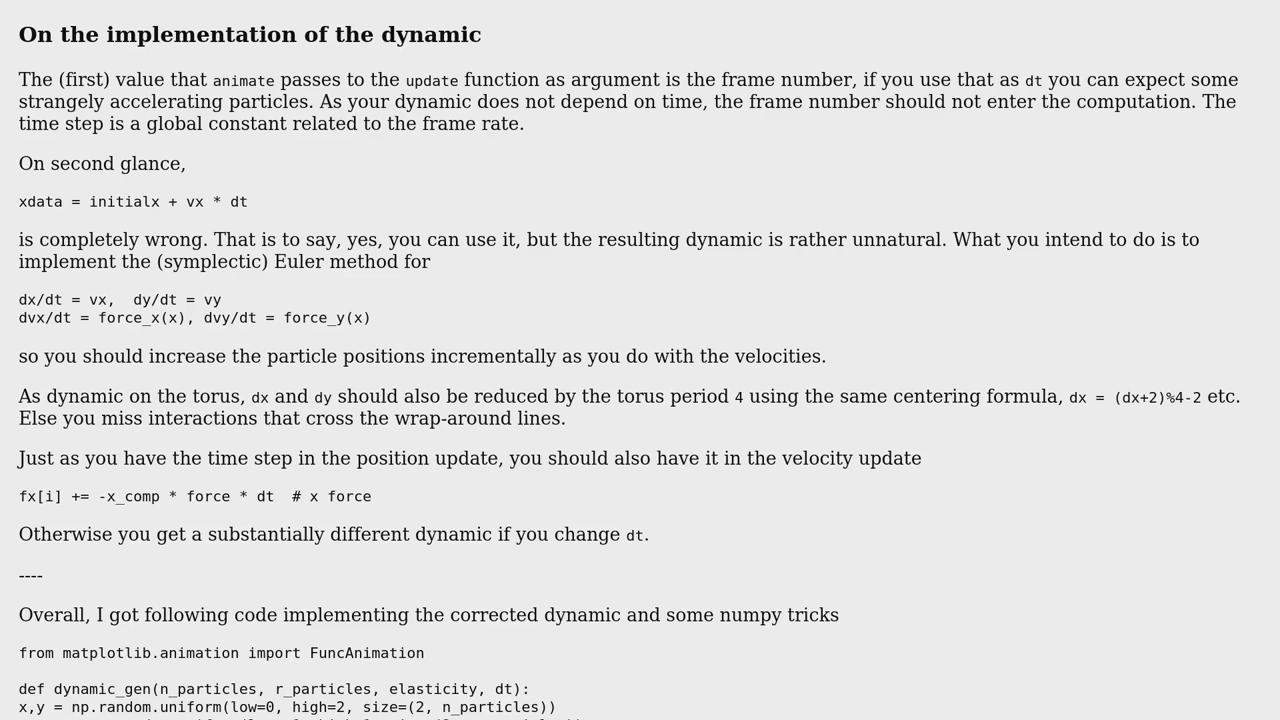 On the implementation of the dynamic
The (first) value that animate passes to the update function as argument is the frame number, if you use that as dt you can expect some
strangely accelerating particles. As your dynamic does not depend on time, the frame number should not enter the computation. The
time step is a global constant related to the frame rate.
On second glance,
xdata = initialx + vx * dt
is completely wrong. That is to say, yes, you can use it, but the resulting dynamic is rather unnatural. What you intend to do is to
implement the (symplectic) Euler method for
dx/dt = vx,  dy/dt = vy
dvx/dt = force_x(x), dvy/dt = force_y(x)
so you should increase the particle positions incrementally as you do with the velocities.
As dynamic on the torus, dx and dy should also be reduced by the torus period 4 using the same centering formula, dx = (dx+2)%4-2 etc.
Else you miss interactions that cross the wrap-around lines.
Just as you have the time step in the position update, you should also have it in the velocity update
fx[i] += -x_comp * force * dt  # x force
Otherwise you get a substantially different dynamic if you change dt.
----
Overall, I got following code implementing the corrected dynamic and some numpy tricks
from matplotlib.animation import FuncAnimation
def dynamic_gen(n_particles, r_particles, elasticity, dt):
x,y = np.random.uniform(low=0, high=2, size=(2, n_particles))